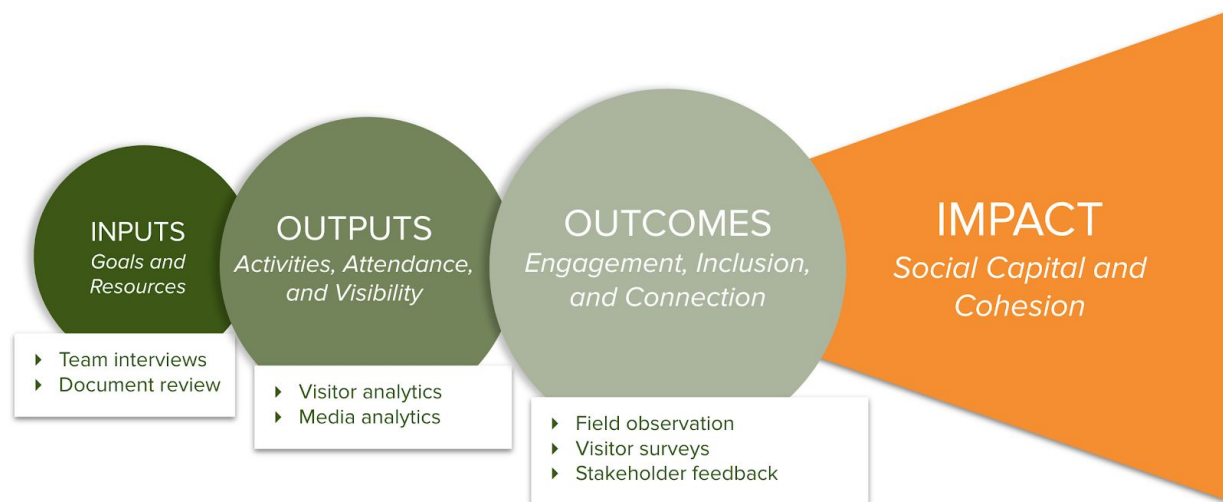 INPUTS
Goals and
Resources
Team interviews
Document review
OUTPUTS
Activities, Attendance,
and Visibility
Visitor analytics
Media analytics
OUTCOMES
Engagement, Inclusion,
and Connection
Field observation
Visitor surveys
Stakeholder feedback
IMPACT
Social Capital and
Cohesion